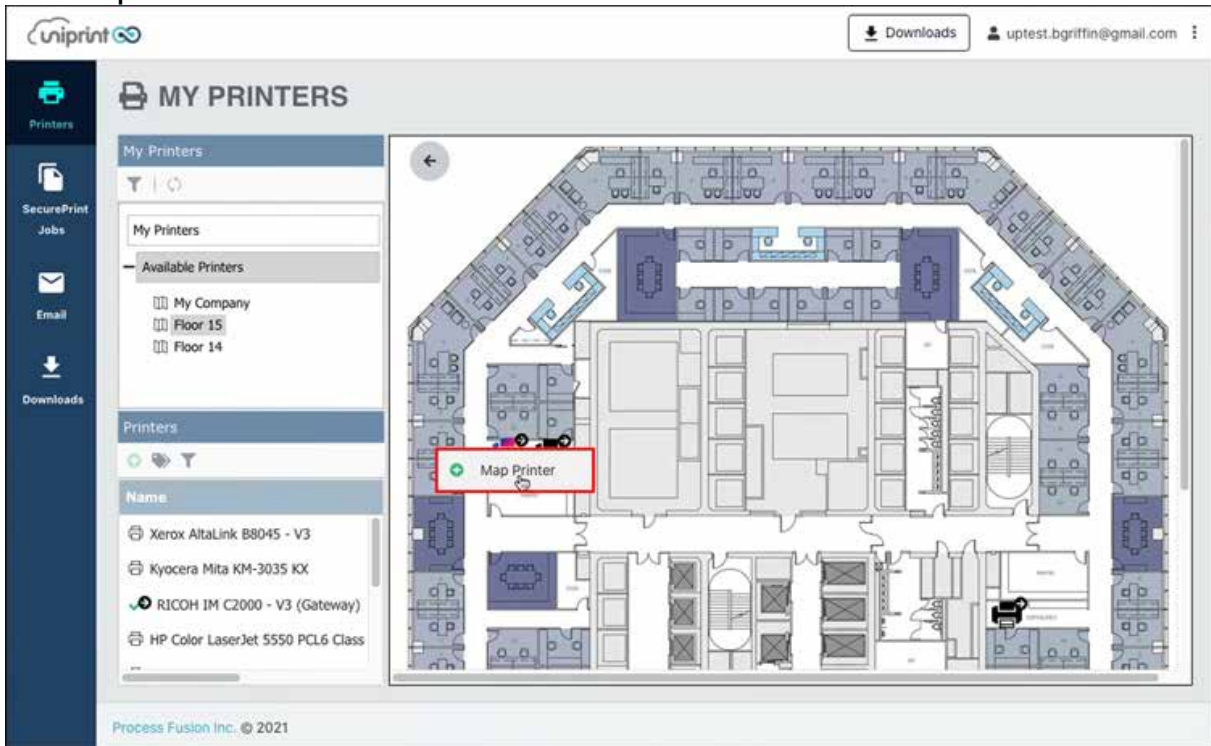 uniprint
Downloads
uptest.bgriffin@gmail.com
Printers
SecurePrint
Jobs
Email
Downloads
MY PRINTERS
My Printers
My Printers
Available Printers
My Company
Floor 15
Floor 14
Printers
Name
Xerox AltaLink B8045 - V3
Kyocera Mita KM-3035 KX
RICOH IM C2000 - V3 (Gateway)
HP Color LaserJet 5550 PCL6 Class
Map Printer
Process Fusion Inc. © 2021